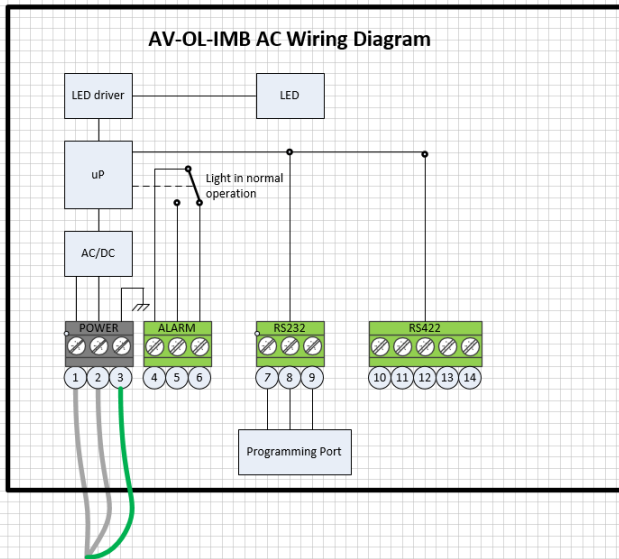 AV-OL-IMB AC Wiring Diagram
LED driver
LED
uP
Light in normal
operation
AC/DC
POWER
ALARM
RS232
RS422
1 2 3 4 5 6 7 8 9 10 11 12 13 14
Programming Port